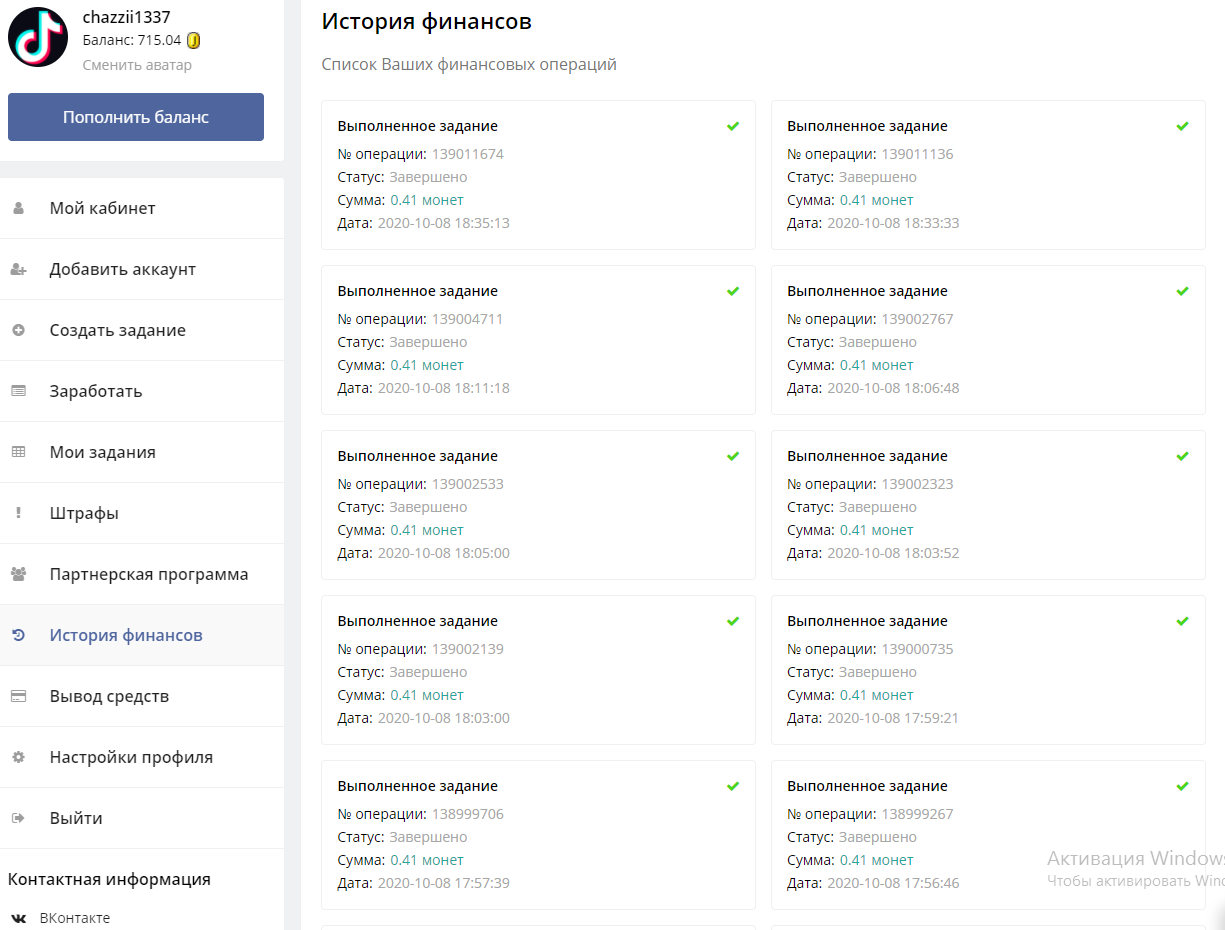 chazzii1337
Баланс: 715.04
Сменить аватар
Пополнить баланс
Мой кабинет
Добавить аккаунт
Создать задание
Заработать
Мои задания
Штрафы
Партнерская программа
История финансов
Вывод средств
Настройки профиля
Выйти
Контактная информация
ВКонтакте
История финансов
Список Ваших финансовых операций
Выполненное задание
№ операции: 139011674
Статус: Завершено
Сумма: 0.41 монет
Дата: 2020-10-08 18:35:13
Выполненное задание
№ операции: 139011136
Статус: Завершено
Сумма: 0.41 монет
Дата: 2020-10-08 18:33:33
Выполненное задание
№ операции: 139004711
Статус: Завершено
Сумма: 0.41 монет
Дата: 2020-10-08 18:11:18
Выполненное задание
№ операции: 139002767
Статус: Завершено
Сумма: 0.41 монет
Дата: 2020-10-08 18:06:48
Выполненное задание
№ операции: 139002533
Статус: Завершено
Сумма: 0.41 монет
Дата: 2020-10-08 18:05:00
Выполненное задание
№ операции: 139002323
Статус: Завершено
Сумма: 0.41 монет
Дата: 2020-10-08 18:03:52
Выполненное задание
№ операции: 139002139
Статус: Завершено
Сумма: 0.41 монет
Дата: 2020-10-08 18:03:00
Выполненное задание
№ операции: 139000735
Статус: Завершено
Сумма: 0.41 монет
Дата: 2020-10-08 17:59:21
Выполненное задание
№ операции: 138999706
Статус: Завершено
Сумма: 0.41 монет
Дата: 2020-10-08 17:57:39
Выполненное задание
№ операции: 138999267
Статус: Завершено
Сумма: 0.41 монет
Дата: 2020-10-08 17:56:46
Активация Windows
Чтобы активировать Wind